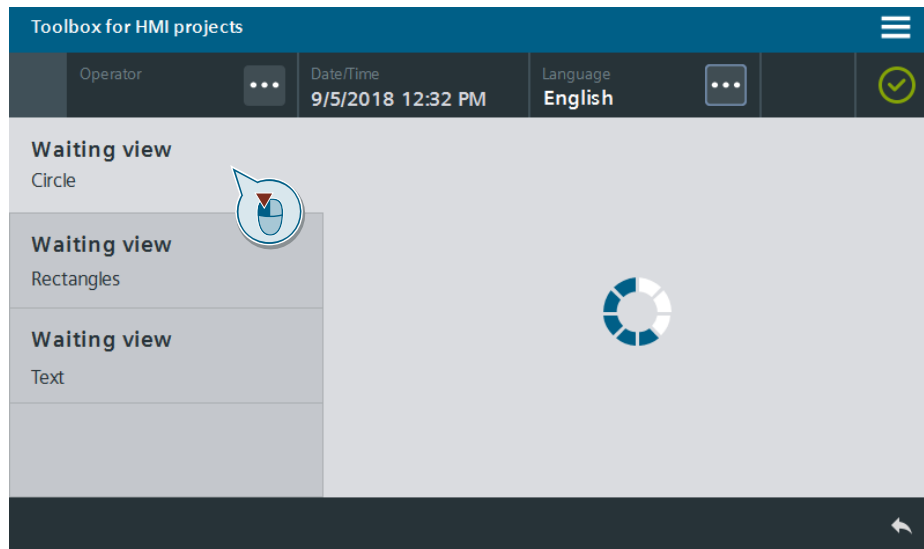 Toolbox for HMI projects
Operator
Date/Time
9/5/2018 12:32 PM
Language
English
Waiting view
Circle
Waiting view
Rectangles
Waiting view
Text